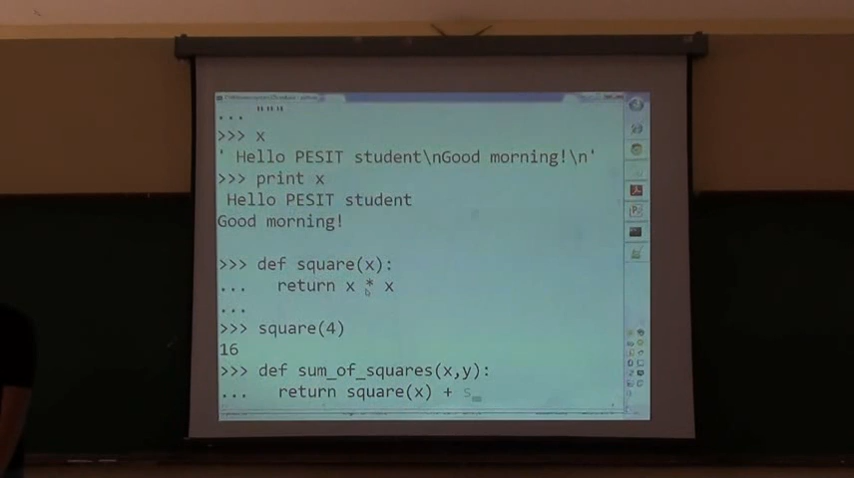 ... """
>>> x
' Hello PESIT student\nGood morning!\n'
>>> print x
 Hello PESIT student
Good morning!
>>> def square(x):
...   return x * x
...
>>> square(4)
16
>>> def sum_of_squares(x,y):
...   return square(x) + s_